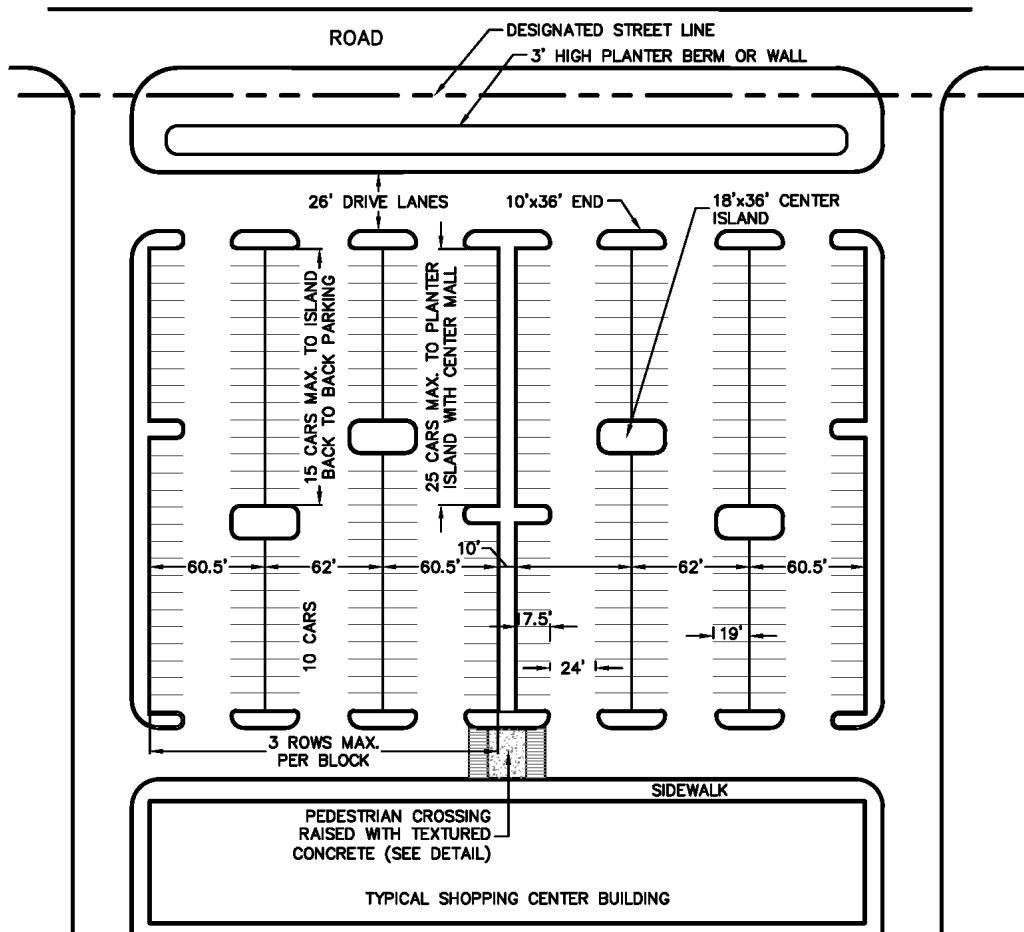 ROAD
DESIGNATED STREET LINE
3' HIGH PLANTER BERM OR WALL
26' DRIVE LANES
10'x36' END
18'x36' CENTER
ISLAND
15 CARS MAX. TO ISLAND
BACK TO BACK PARKING
25 CARS MAX. TO PLANTER
ISLAND WITH CENTER MALL
10'
60.5'
62'
60.5'
62'
60.5'
10 CARS
17.5'
19'
24'
3 ROWS MAX.
PER BLOCK
SIDEWALK
PEDESTRIAN CROSSING
RAISED WITH TEXTURED
CONCRETE (SEE DETAIL)
TYPICAL SHOPPING CENTER BUILDING